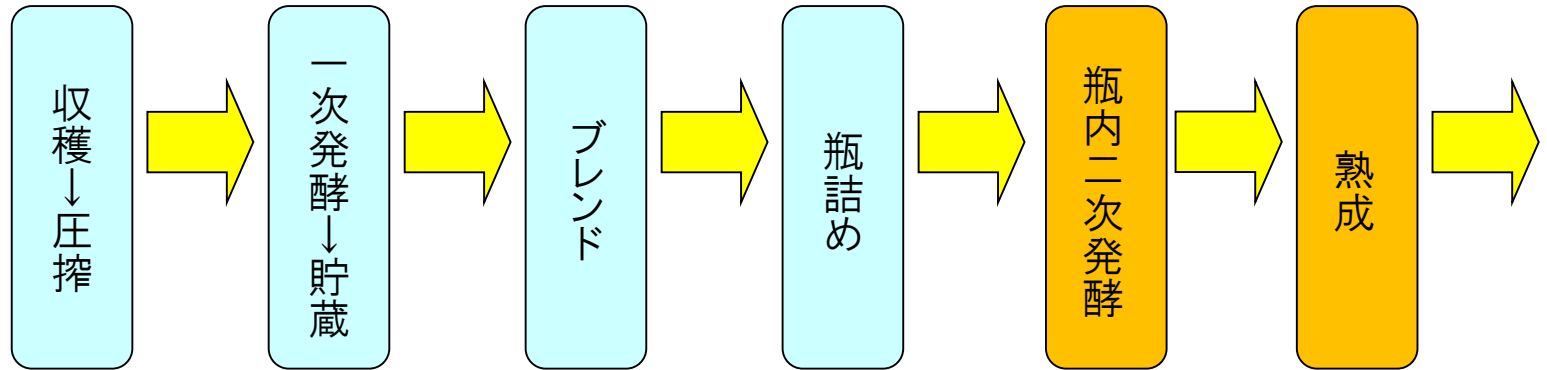 収穫→圧搾
一次発酵→貯蔵
ブレンド
瓶詰め
瓶内二次発酵
熟成